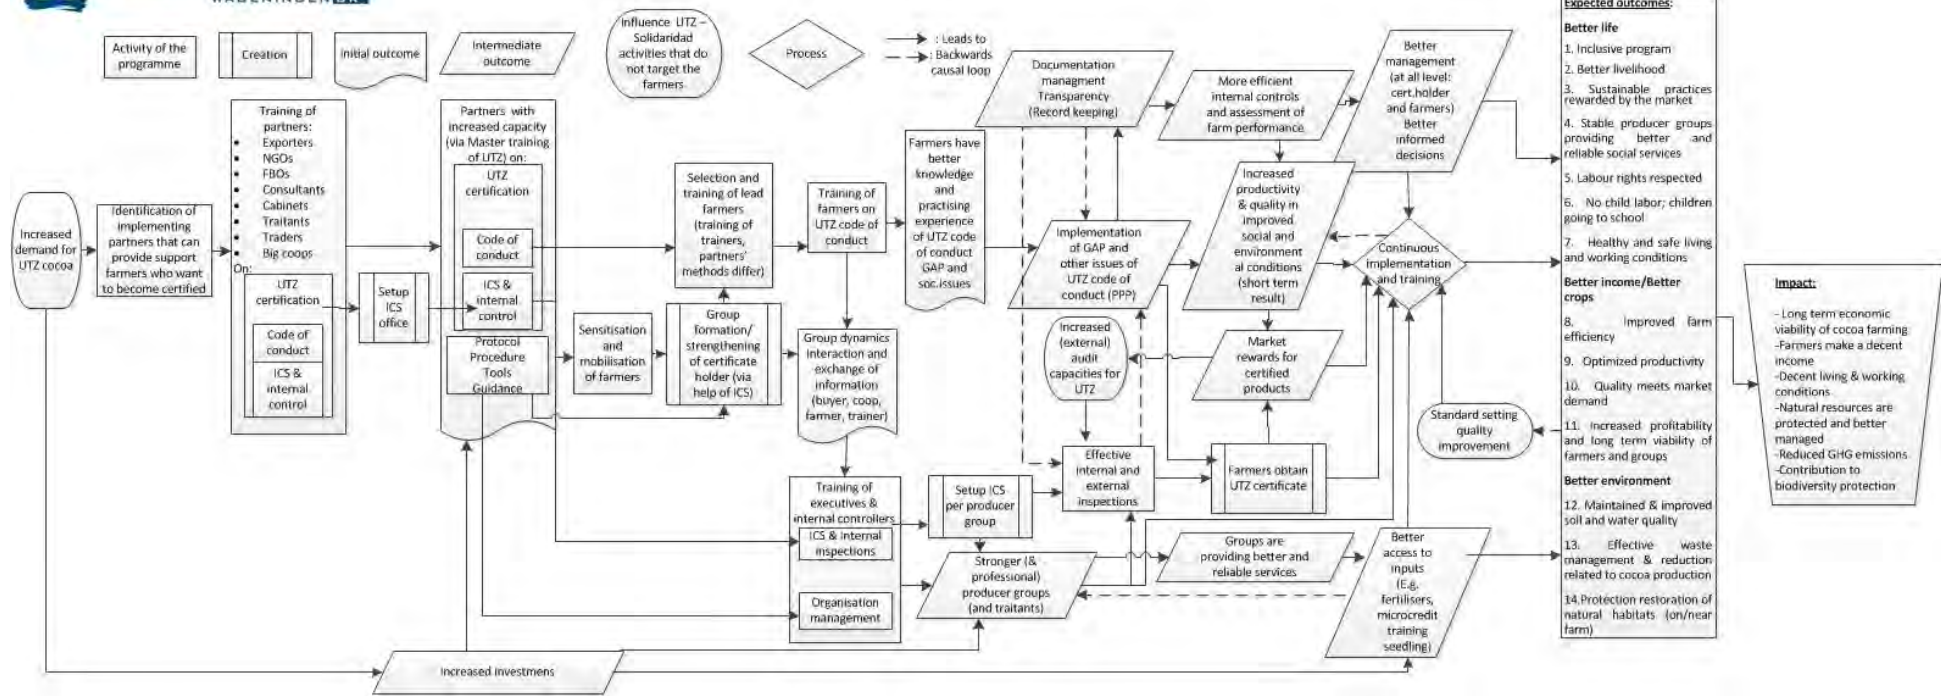 WAGENINGEN UR
Activity of the
programme
Creation
Initial outcome
Intermediate
outcome
Influence UTZ –
Solidaridad
activities that do
not target the
farmers
Process
: Leads to
: Backwards
causal loop
Increased
demand for
UTZ cocoa
Identification of
implementing
partners that can
provide support
farmers who want
to become certified
Training of
partners:
• Exporters
• NGOs
• FBOs
• Consultants
• Cabinets
• Traitants
• Traders
• Big coops
On:
UTZ
certification
Code of
conduct
ICS &
internal
control
Setup
ICS
office
Partners with
increased capacity
(via Master training
of UTZ) on:
UTZ
certification
Code of
conduct
ICS &
internal
control
Protocol
Procedure
Tools
Guidance
Sensitisation
and
mobilisation
of farmers
Selection and
training of lead
farmers
(training of
trainers,
partners'
methods differ)
Group
formation/
strengthening
of certificate
holder (via
help of ICS)
Training of
farmers on
UTZ code of
conduct
Group dynamics
interaction and
exchange of
information
(buyer, coop,
farmer, trainer)
Training of
executives &
internal controllers
ICS & Internal
inspections
Organisation
management
Farmers have
better
knowledge
and
practising
experience
of UTZ code
of conduct
GAP and
soc.issues
Setup ICS
per producer
group
Stronger (&
professional)
producer groups
(and traitants)
Documentation
managment
Transparency
(Record keeping)
Implementation
of GAP and
other issues of
UTZ code of
conduct (PPP)
Increased
(external)
audit
capacities for
UTZ
Effective
internal and
external
inspections
More efficient
internal controls
and assessment of
farm performance
Increased
productivity
& quality in
improved
social and
environment
al conditions
(short term
result)
Market
rewards for
certified
products
Farmers obtain
UTZ certificate
Groups are
providing better and
reliable services
Better
management
(at all level:
cert.holder
and farmers)
Better
informed
decisions
Continuous
implementation
and training
Standard setting
quality
improvement
Better
access to
inputs
(E.g.
fertilisers,
microcredit
training
seedling)
Increased investmens
Expected outcomes:
Better life
1. Inclusive program
2. Better livelihood
3. Sustainable practices
rewarded by the market
4. Stable producer groups
providing better and
reliable social services
5. Labour rights respected
6. No child labor; children
going to school
7. Healthy and safe living
and working conditions
Better income/Better
crops
8. Improved farm
efficiency
9. Optimized productivity
10. Quality meets market
demand
11. Increased profitability
and long term viability of
farmers and groups
Better environment
12. Maintained & improved
soil and water quality
13. Effective waste
management & reduction
related to cocoa production
14.Protection restoration of
natural habitats (on/near
farm)
Impact:
- Long term economic
viability of cocoa farming
-Farmers make a decent
income
-Decent living & working
conditions
-Natural resources are
protected and better
managed
-Reduced GHG emissions
-Contribution to
biodiversity protection